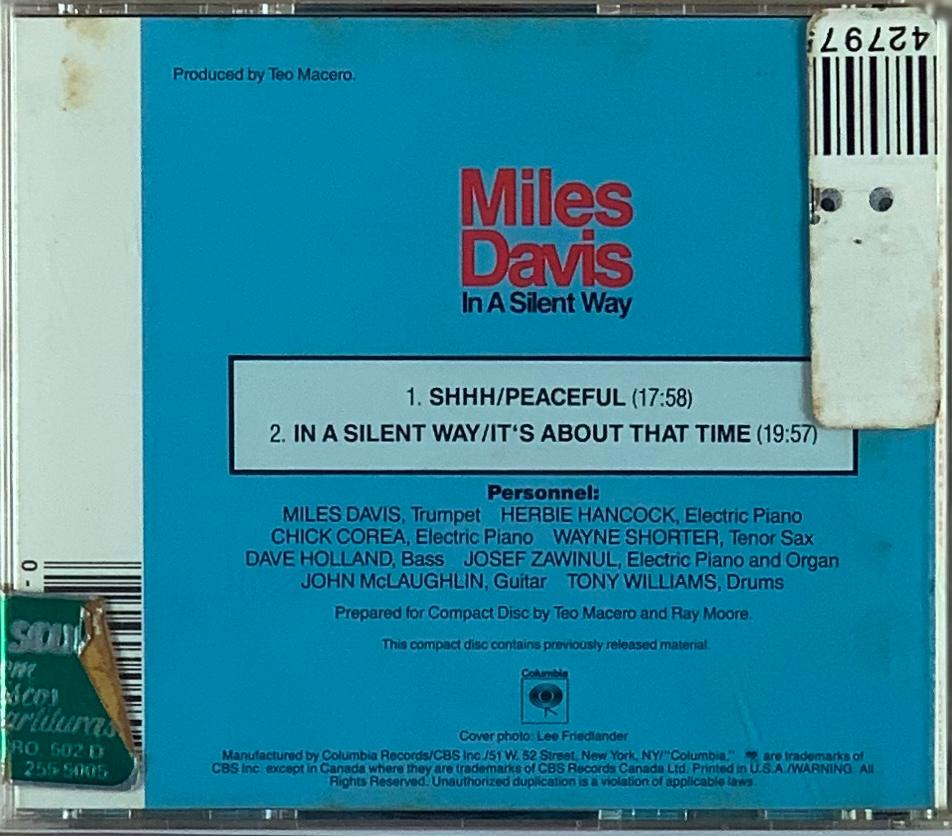 Produced by Teo Macero.
42797
Miles
Davis
In A Silent Way
1. SHHH/PEACEFUL (17:58)
2. IN A SILENT WAY/IT'S ABOUT THAT TIME (19:57)
Personnel:
MILES DAVIS, Trumpet HERBIE HANCOCK, Electric Piano
CHICK COREA, Electric Piano WAYNE SHORTER, Tenor Sax
DAVE HOLLAND, Bass JOSEF ZAWINUL, Electric Piano and Organ
JOHN McLAUGHLIN, Guitar TONY WILLIAMS, Drums
Prepared for Compact Disc by Teo Macero and Ray Moore.
This compact disc contains previously released material.
Columbia
Cover photo: Lee Friedlander
Manufactured by Columbia Records/CBS Inc./51 W. 52 Street, New York, NY/"Columbia," are trademarks of
CBS Inc. except in Canada where they are trademarks of CBS Records Canada Ltd. Printed in U.S.A./WARNING: All
Rights Reserved. Unauthorized duplication is a violation of applicable laws.
0
RO, 502 D
255-5005